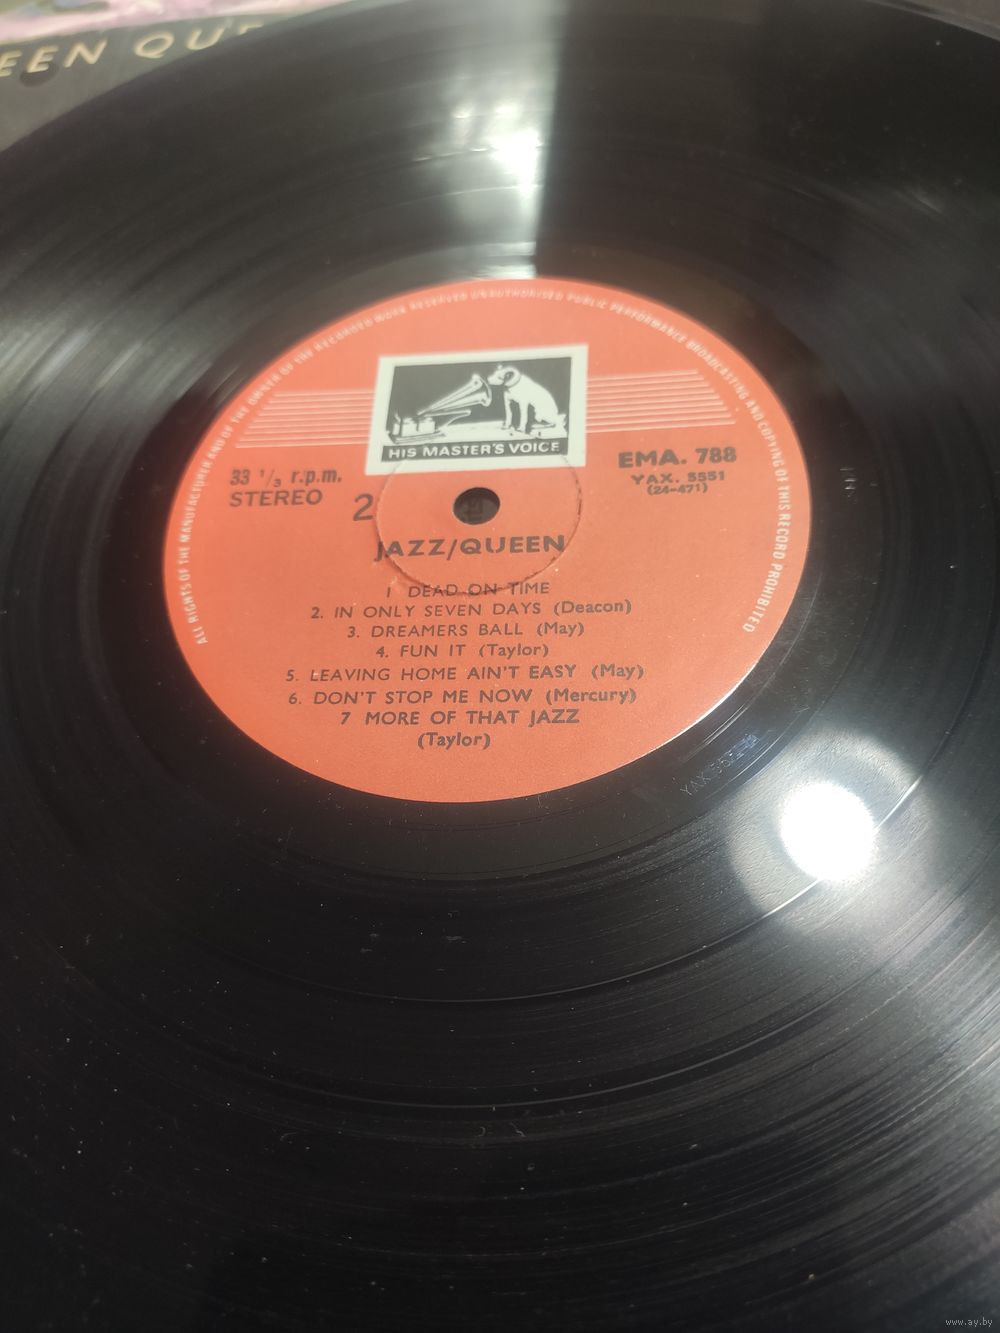 EEN QUE
ALL RIGHTS OF THE MANUFACTURER AND OF THE OWNER OF THE RECORDED WORK RESERVED UNAUTHORISED PUBLIC PERFORMANCE BROADCASTING AND COPYING OF THIS RECORD PROHIBITED
HIS MASTER'S VOICE
33 1/3 r.p.m.
STEREO
2
EMA. 788
YAX. 5551
(24-471)
JAZZ/QUEEN
1 DEAD ON TIME
2. IN ONLY SEVEN DAYS (Deacon)
3. DREAMERS BALL (May)
4. FUN IT (Taylor)
5. LEAVING HOME AIN'T EASY (May)
6. DON'T STOP ME NOW (Mercury)
7 MORE OF THAT JAZZ
(Taylor)
www.ay.by